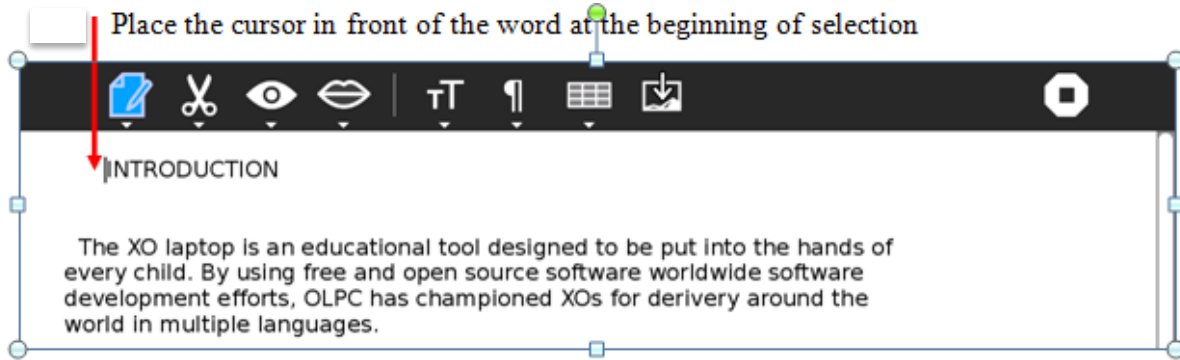 Place the cursor in front of the word at the beginning of selection
INTRODUCTION
The XO laptop is an educational tool designed to be put into the hands of
every child. By using free and open source software worldwide software
development efforts, OLPC has championed XOs for derivery around the
world in multiple languages.